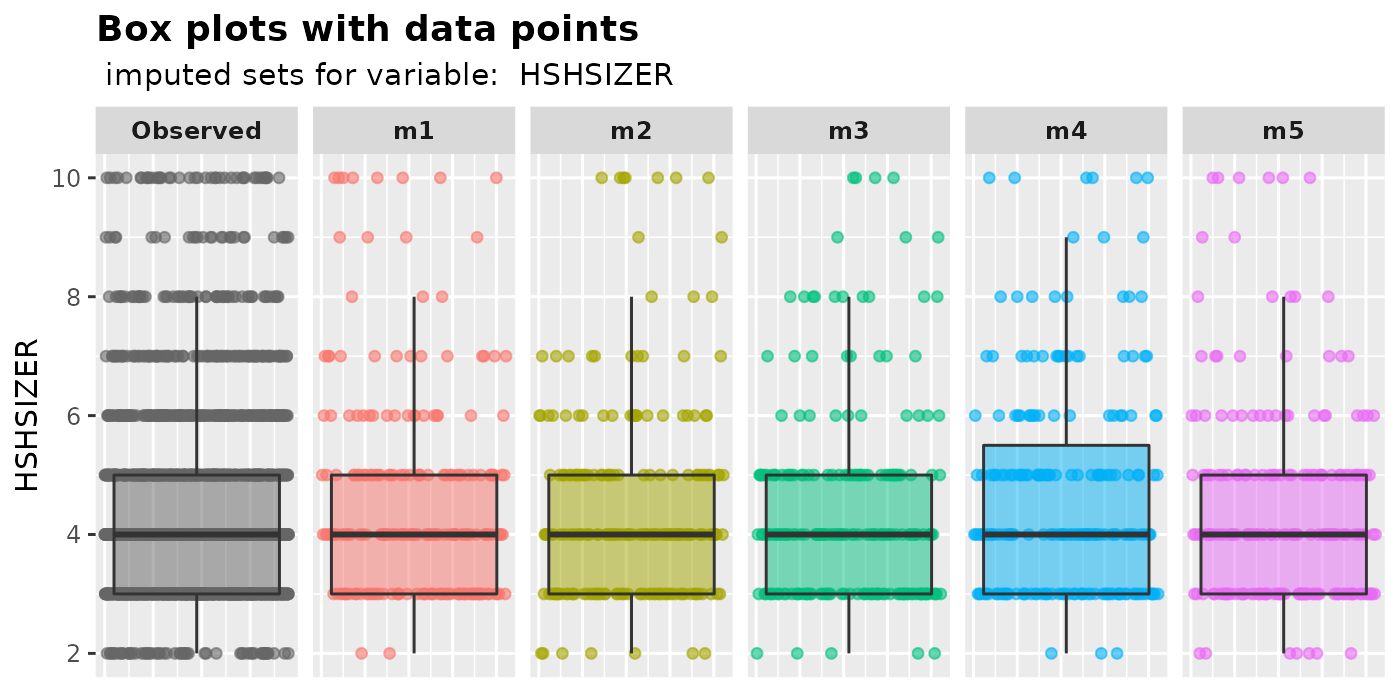 Box plots with data points
imputed sets for variable:  HSHSIZER
Observed m1 m2 m3 m4 m5
HSHSIZER
10
8
6
4
2